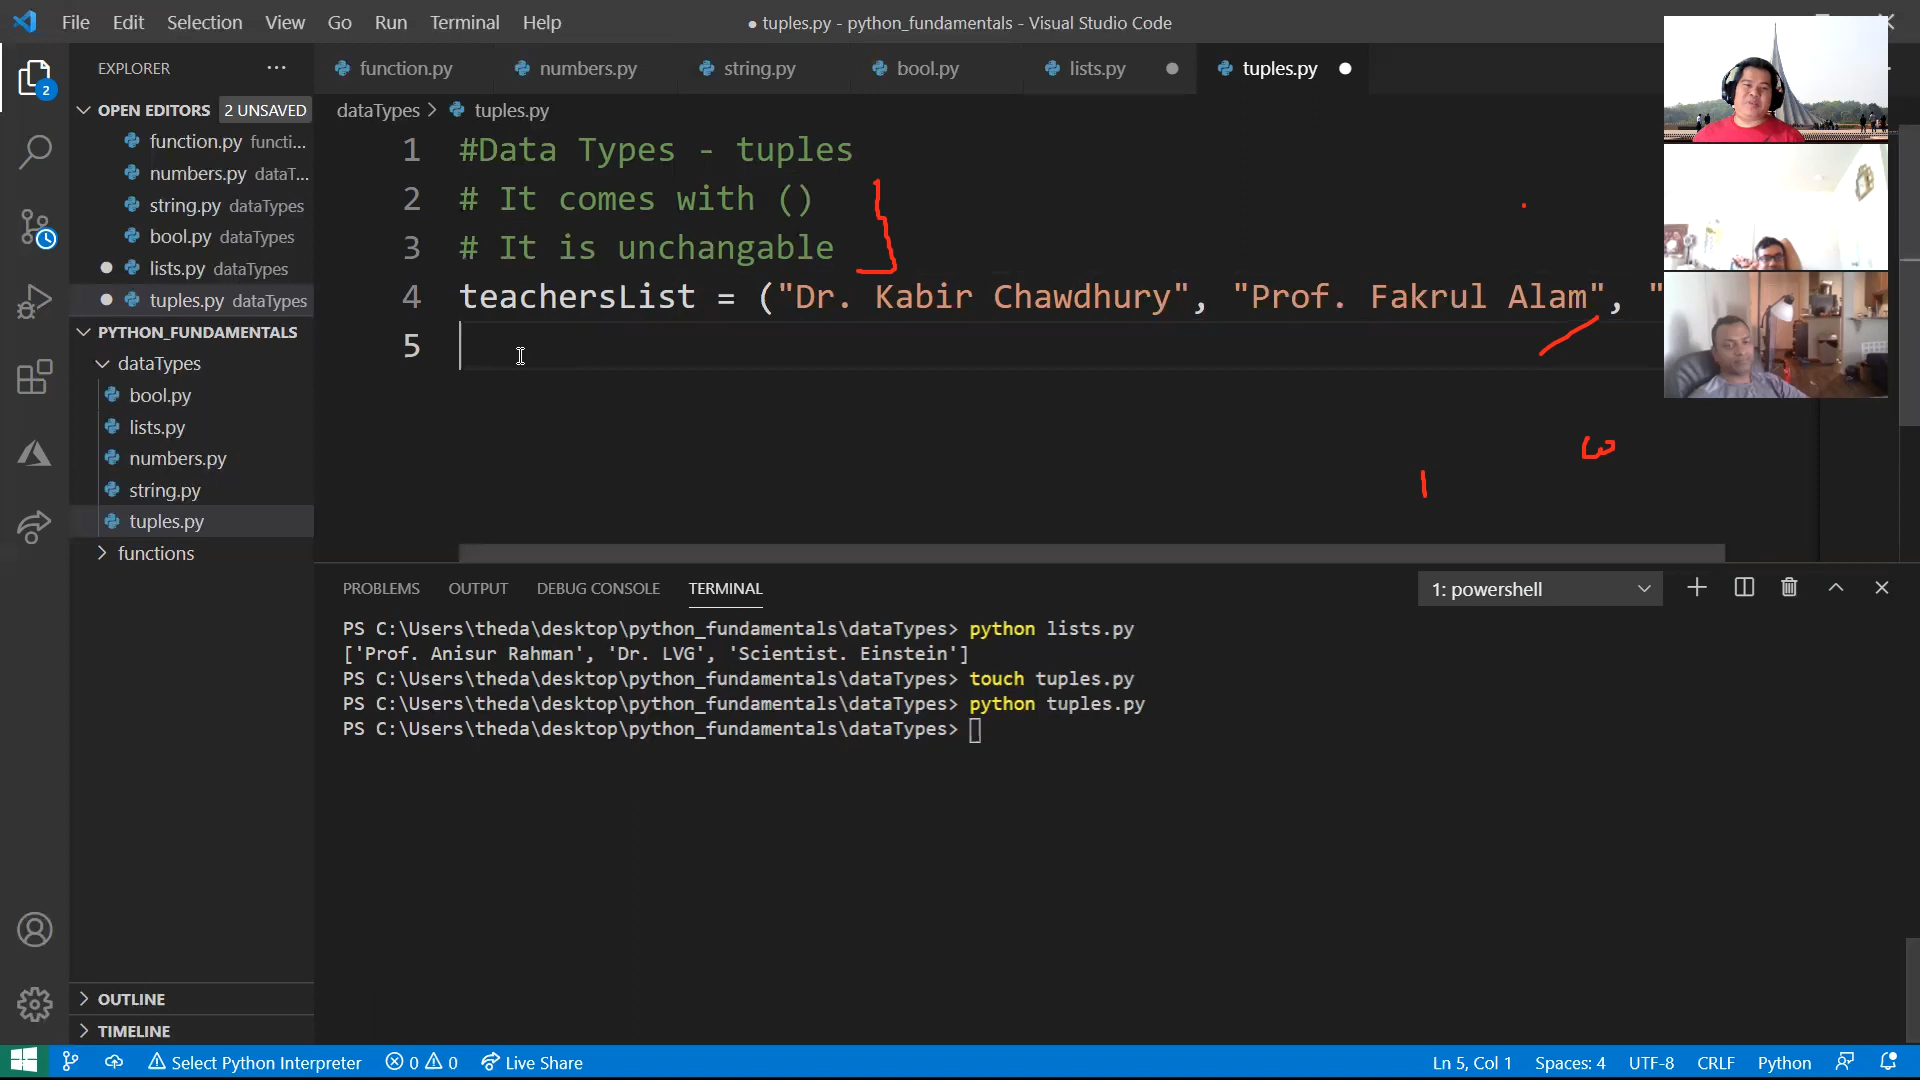 File Edit Selection View Go Run Terminal Help
● tuples.py - python_fundamentals - Visual Studio Code
EXPLORER ···
function.py numbers.py string.py bool.py lists.py ● tuples.py ●
OPEN EDITORS 2 UNSAVED
function.py functi...
numbers.py dataT...
string.py dataTypes
bool.py dataTypes
● lists.py dataTypes
● tuples.py dataTypes
PYTHON_FUNDAMENTALS
dataTypes
bool.py
lists.py
numbers.py
string.py
tuples.py
functions
OUTLINE
TIMELINE
2
dataTypes > tuples.py
1 #Data Types - tuples
2 # It comes with ()
3 # It is unchangable
4 teachersList = ("Dr. Kabir Chawdhury", "Prof. Fakrul Alam", "
5
PROBLEMS OUTPUT DEBUG CONSOLE TERMINAL
1: powershell
PS C:\Users\theda\desktop\python_fundamentals\dataTypes> python lists.py
['Prof. Anisur Rahman', 'Dr. LVG', 'Scientist. Einstein']
PS C:\Users\theda\desktop\python_fundamentals\dataTypes> touch tuples.py
PS C:\Users\theda\desktop\python_fundamentals\dataTypes> python tuples.py
PS C:\Users\theda\desktop\python_fundamentals\dataTypes>
Select Python Interpreter 0 0 Live Share
Ln 5, Col 1 Spaces: 4 UTF-8 CRLF Python